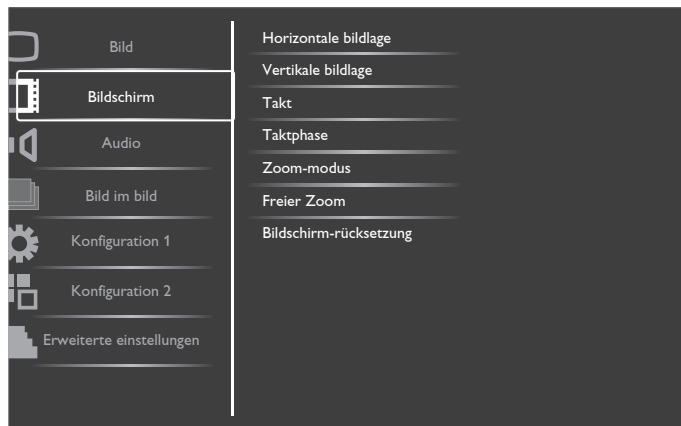 Bild
Bildschirm
Audio
Bild im bild
Konfiguration 1
Konfiguration 2
Erweiterte einstellungen
Horizontale bildlage
Vertikale bildlage
Takt
Taktphase
Zoom-modus
Freier Zoom
Bildschirm-rücksetzung